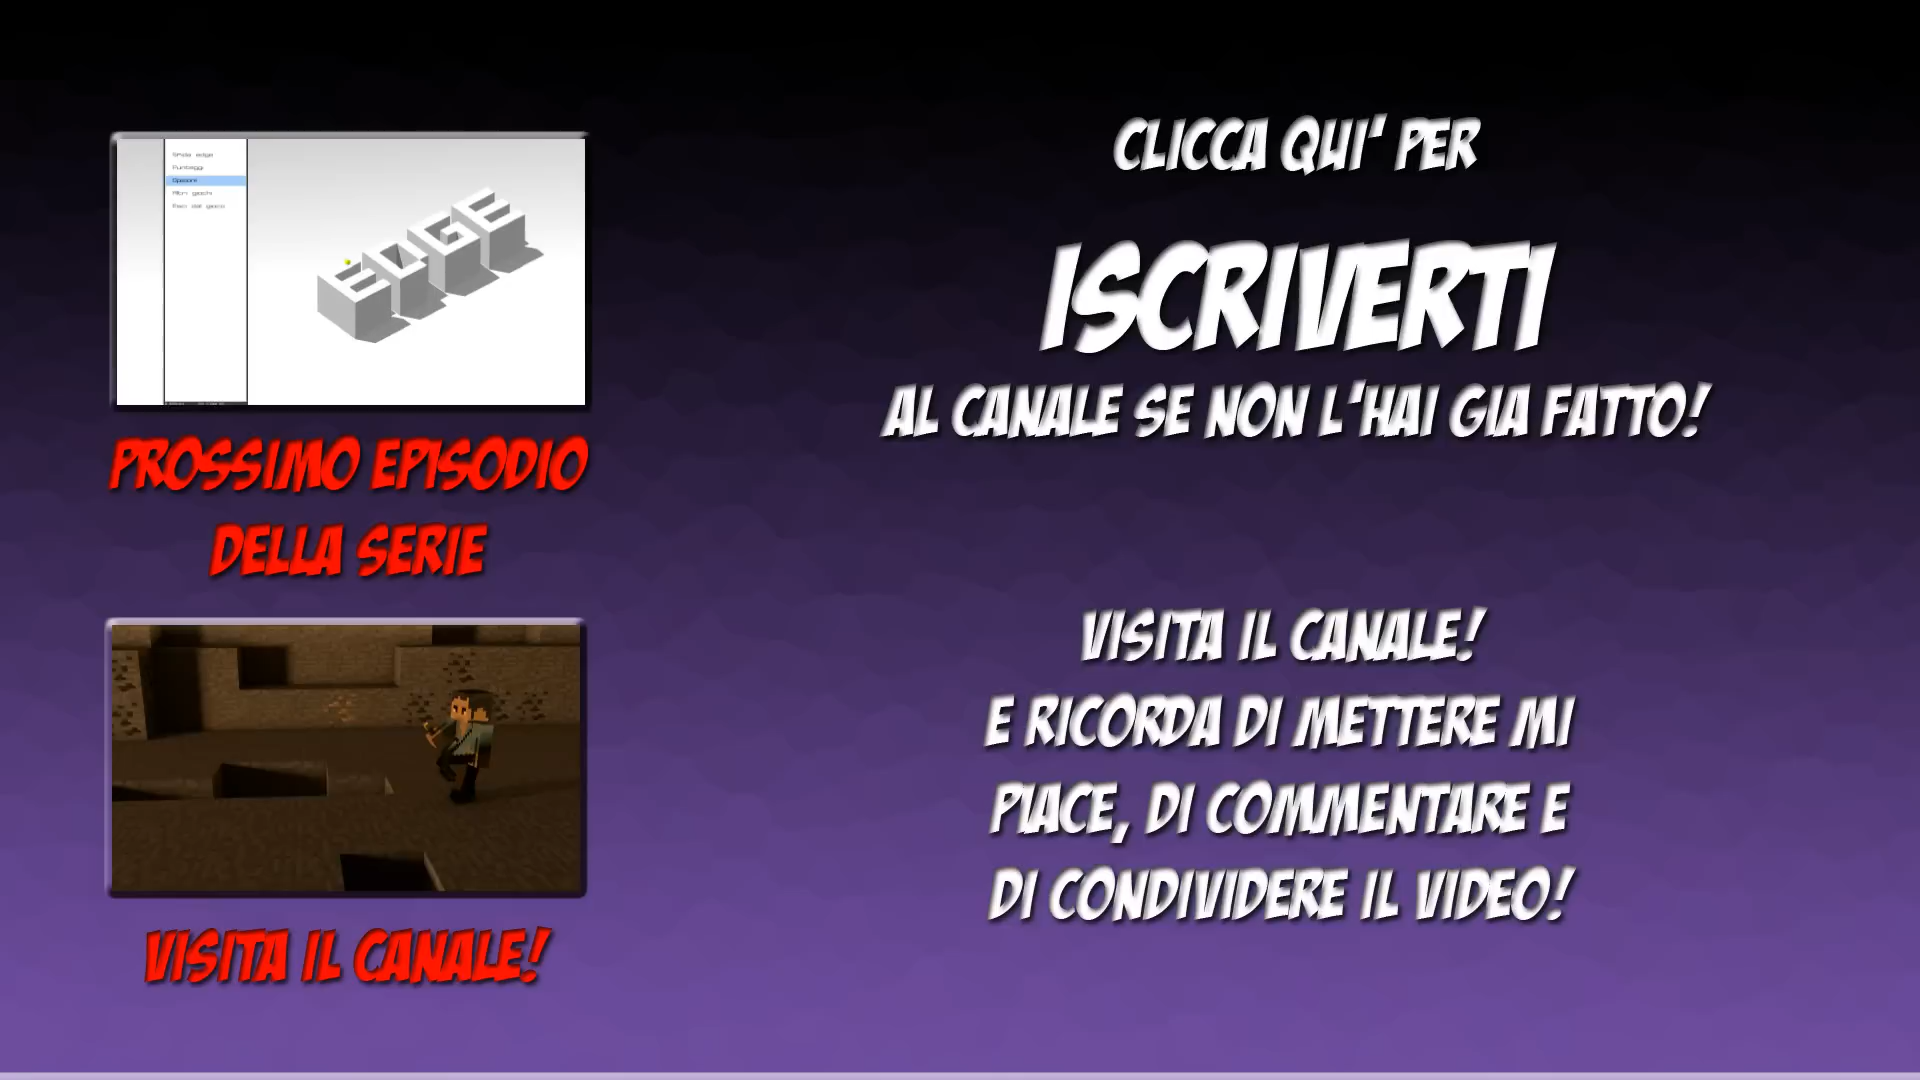 EDGE
PROSSIMO EPISODIO
DELLA SERIE
VISITA IL CANALE!
CLICCA QUI' PER
ISCRIVERTI
AL CANALE SE NON L'HAI GIA FATTO!
VISITA IL CANALE!
E RICORDA DI METTERE MI
PIACE, DI COMMENTARE E
DI CONDIVIDERE IL VIDEO!